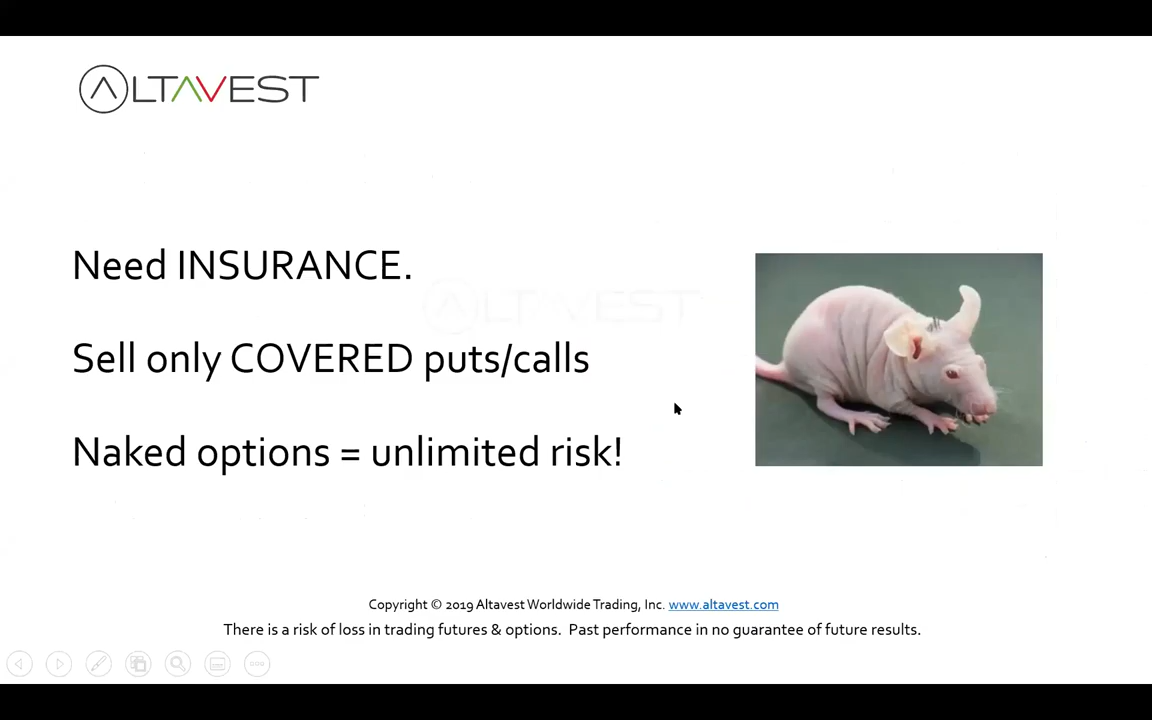 ALTAVEST
Need INSURANCE.
ALTAVEST
Sell only COVERED puts/calls
Naked options = unlimited risk!
Copyright © 2019 Altavest Worldwide Trading, Inc. www.altavest.com
There is a risk of loss in trading futures & options.  Past performance in no guarantee of future results.